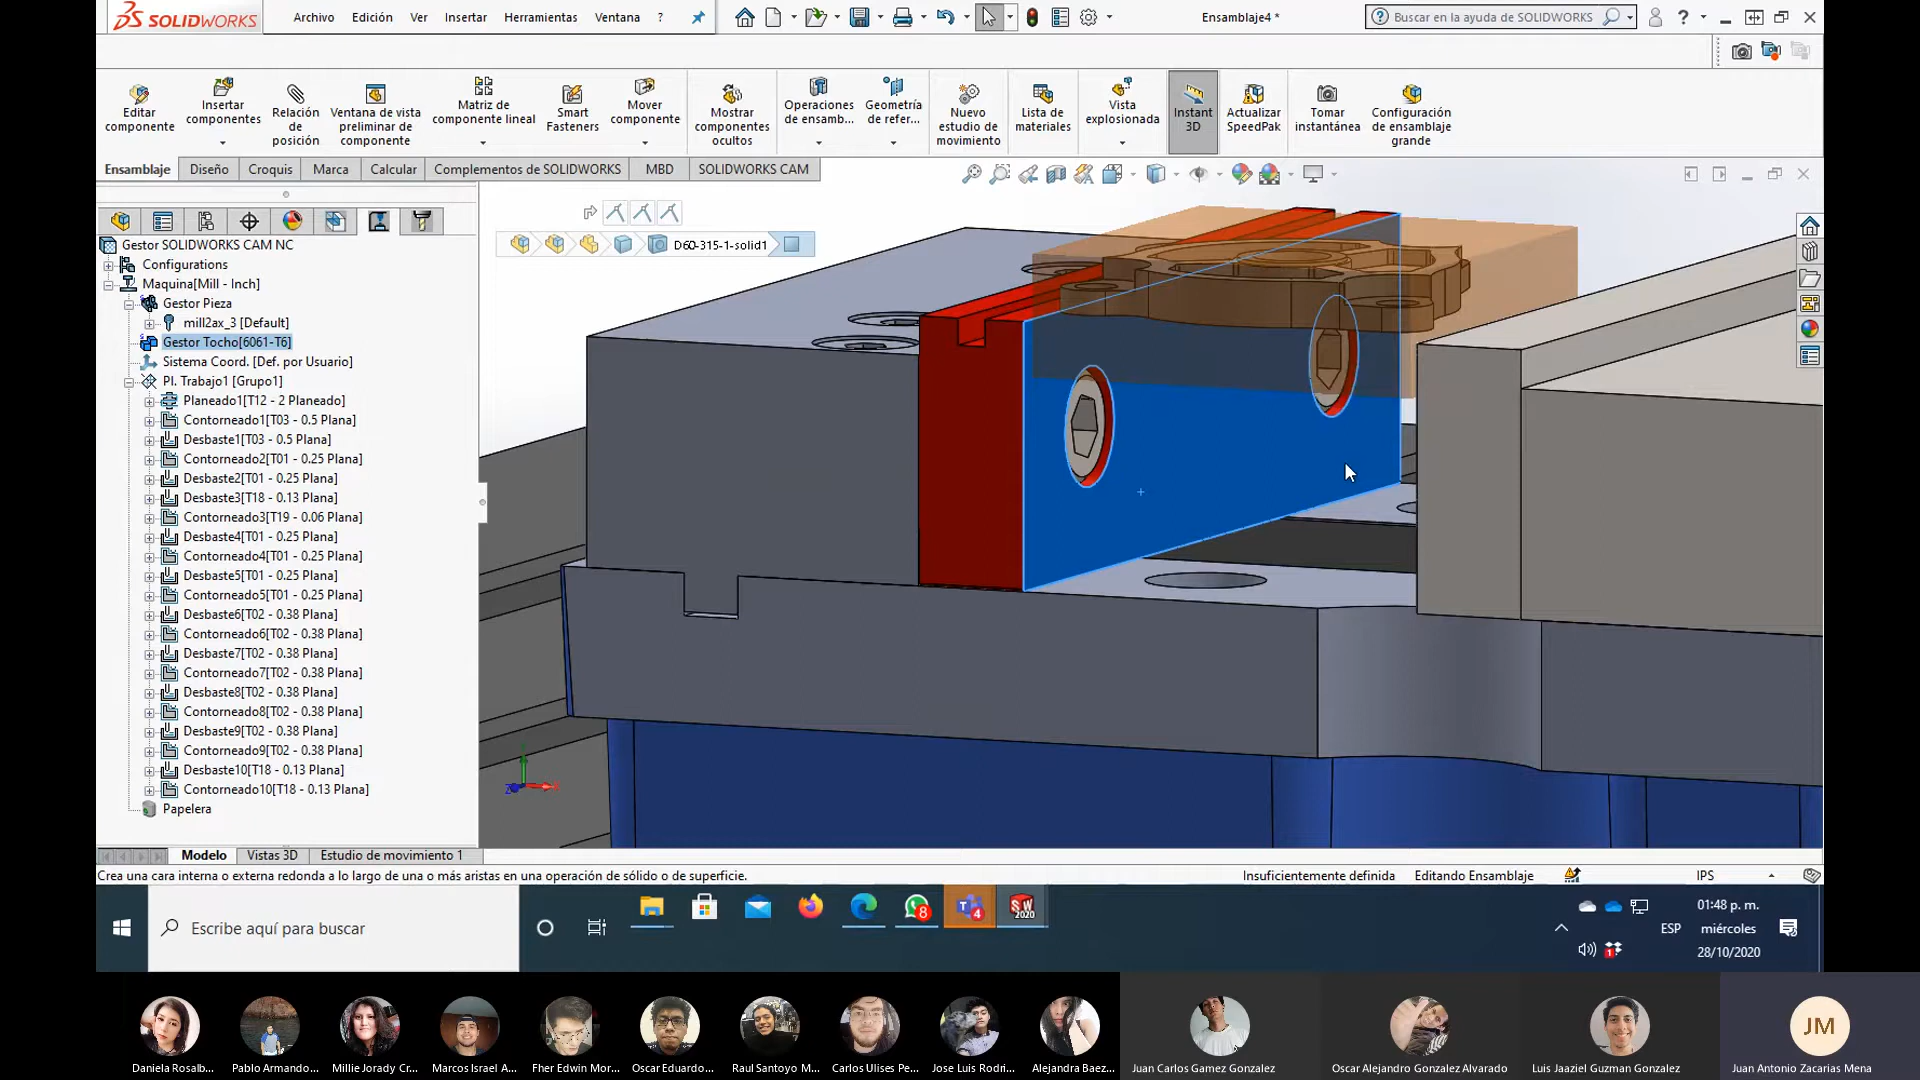 SOLIDWORKS Archivo Edición Ver Insertar Herramientas Ventana ? Ensamblaje4 * Buscar en la ayuda de SOLIDWORKS ?
Editar componente
Insertar componentes
Relación de posición
Ventana de vista preliminar de componente
Matriz de componente lineal
Smart Fasteners
Mover componente
Mostrar componentes ocultos
Operaciones de ensamb...
Geometría de refer...
Nuevo estudio de movimiento
Lista de materiales
Vista explosionada
Instant 3D
Actualizar SpeedPak
Tomar instantánea
Configuración de ensamblaje grande
Ensamblaje Diseño Croquis Marca Calcular Complementos de SOLIDWORKS MBD SOLIDWORKS CAM
D60-315-1-solid1
Gestor SOLIDWORKS CAM NC
Configurations
Maquina[Mill - Inch]
Gestor Pieza
mill2ax_3 [Default]
Gestor Tocho[6061-T6]
Sistema Coord. [Def. por Usuario]
Pl. Trabajo1 [Grupo1]
Planeado1[T12 - 2 Planeado]
Contorneado1[T03 - 0.5 Plana]
Desbaste1[T03 - 0.5 Plana]
Contorneado2[T01 - 0.25 Plana]
Desbaste2[T01 - 0.25 Plana]
Desbaste3[T18 - 0.13 Plana]
Contorneado3[T19 - 0.06 Plana]
Desbaste4[T01 - 0.25 Plana]
Contorneado4[T01 - 0.25 Plana]
Desbaste5[T01 - 0.25 Plana]
Contorneado5[T01 - 0.25 Plana]
Desbaste6[T02 - 0.38 Plana]
Contorneado6[T02 - 0.38 Plana]
Desbaste7[T02 - 0.38 Plana]
Contorneado7[T02 - 0.38 Plana]
Desbaste8[T02 - 0.38 Plana]
Contorneado8[T02 - 0.38 Plana]
Desbaste9[T02 - 0.38 Plana]
Contorneado9[T02 - 0.38 Plana]
Desbaste10[T18 - 0.13 Plana]
Contorneado10[T18 - 0.13 Plana]
Papelera
Modelo Vistas 3D Estudio de movimiento 1
Crea una cara interna o externa redonda a lo largo de una o más aristas en una operación de sólido o de superficie. Insuficientemente definida Editando Ensamblaje IPS
Escribe aquí para buscar
8
4
SW 2020
ESP
1
01:48 p. m.
miércoles
28/10/2020
JM
Daniela Rosalb... Pablo Armando... Millie Jorady Cr... Marcos Israel A... Fher Edwin Mor... Oscar Eduardo... Raul Santoyo M... Carlos Ulises Pe... Jose Luis Rodri... Alejandra Baez... Juan Carlos Gamez Gonzalez Oscar Alejandro Gonzalez Alvarado Luis Jaaziel Guzman Gonzalez Juan Antonio Zacarias Mena